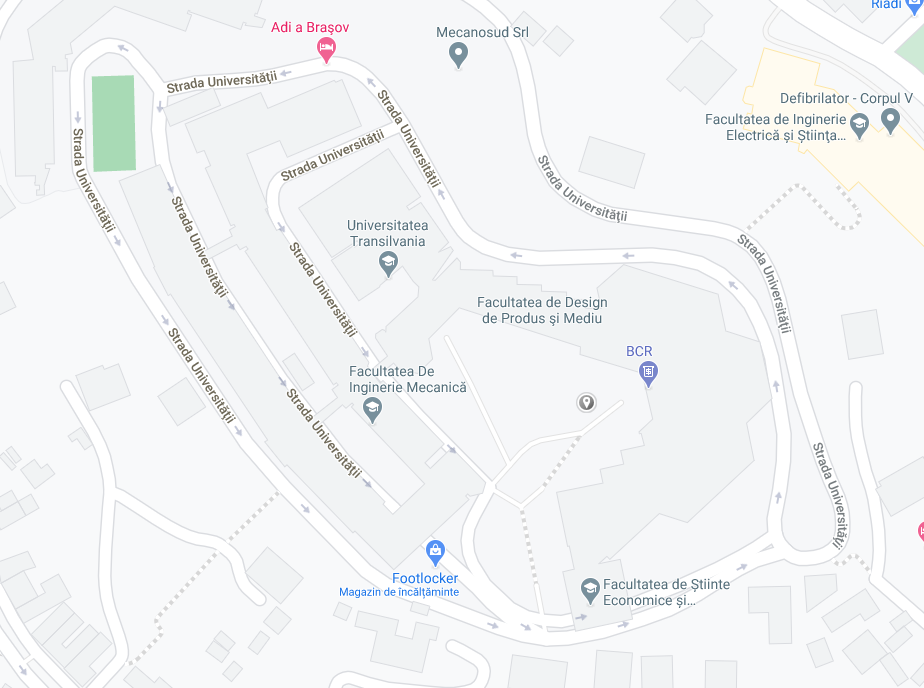 Riadi
Adi a Brașov
Mecanosud Srl
Strada Universității
Defibrilator - Corpul V
Facultatea de Inginerie
Electrică și Știința...
Strada Universității
Strada Universității
Strada Universității
Strada Universității
Strada Universității
Universitatea
Transilvania
Strada Universității
Strada Universității
Strada Universității
Facultatea de Design
de Produs și Mediu
BCR
Facultatea De
Inginerie Mecanică
Strada Universității
Strada Universității
Strada Universității
Footlocker
Magazin de încălțăminte
Facultatea de Științe
Economice și...